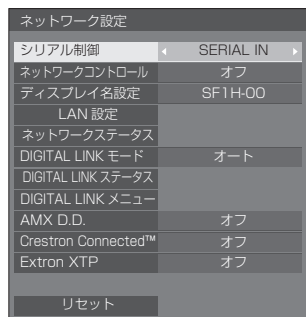 ネットワーク設定
シリアル制御 SERIAL IN
ネットワークコントロール オフ
ディスプレイ名設定 SF1H-00
LAN 設定
ネットワークステータス
DIGITAL LINK モード オート
DIGITAL LINK ステータス
DIGITAL LINK メニュー
AMX D.D. オフ
Crestron Connected™ オフ
Extron XTP オフ
リセット